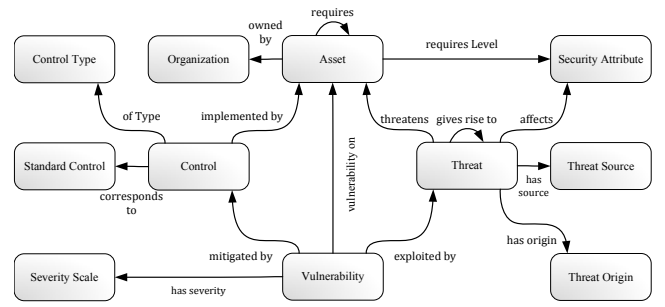 requires
owned
by
requires Level
Control Type
Organization
Asset
Security Attribute
of Type
implemented by
threatens
gives rise to
affects
vulnerability on
Standard Control
Control
Threat
Threat Source
corresponds
to
has
source
mitigated by
exploited by
has origin
Severity Scale
has severity
Vulnerability
Threat Origin